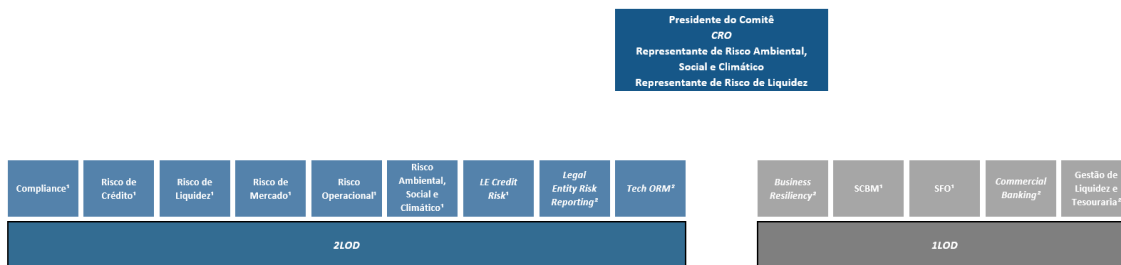 Presidente do Comitê
CRO
Representante de Risco Ambiental,
Social e Climático
Representante de Risco de Liquidez
Compliance¹
Risco de
Crédito¹
Risco de
Liquidez¹
Risco de
Mercado¹
Risco
Operacional¹
Risco
Ambiental,
Social e
Climático¹
LE Credit
Risk¹
Legal
Entity Risk
Reporting²
Tech ORM²
Business
Resiliency²
SCBM¹
SFO¹
Commercial
Banking²
Gestão de
Liquidez e
Tesouraria²
2LOD
1LOD